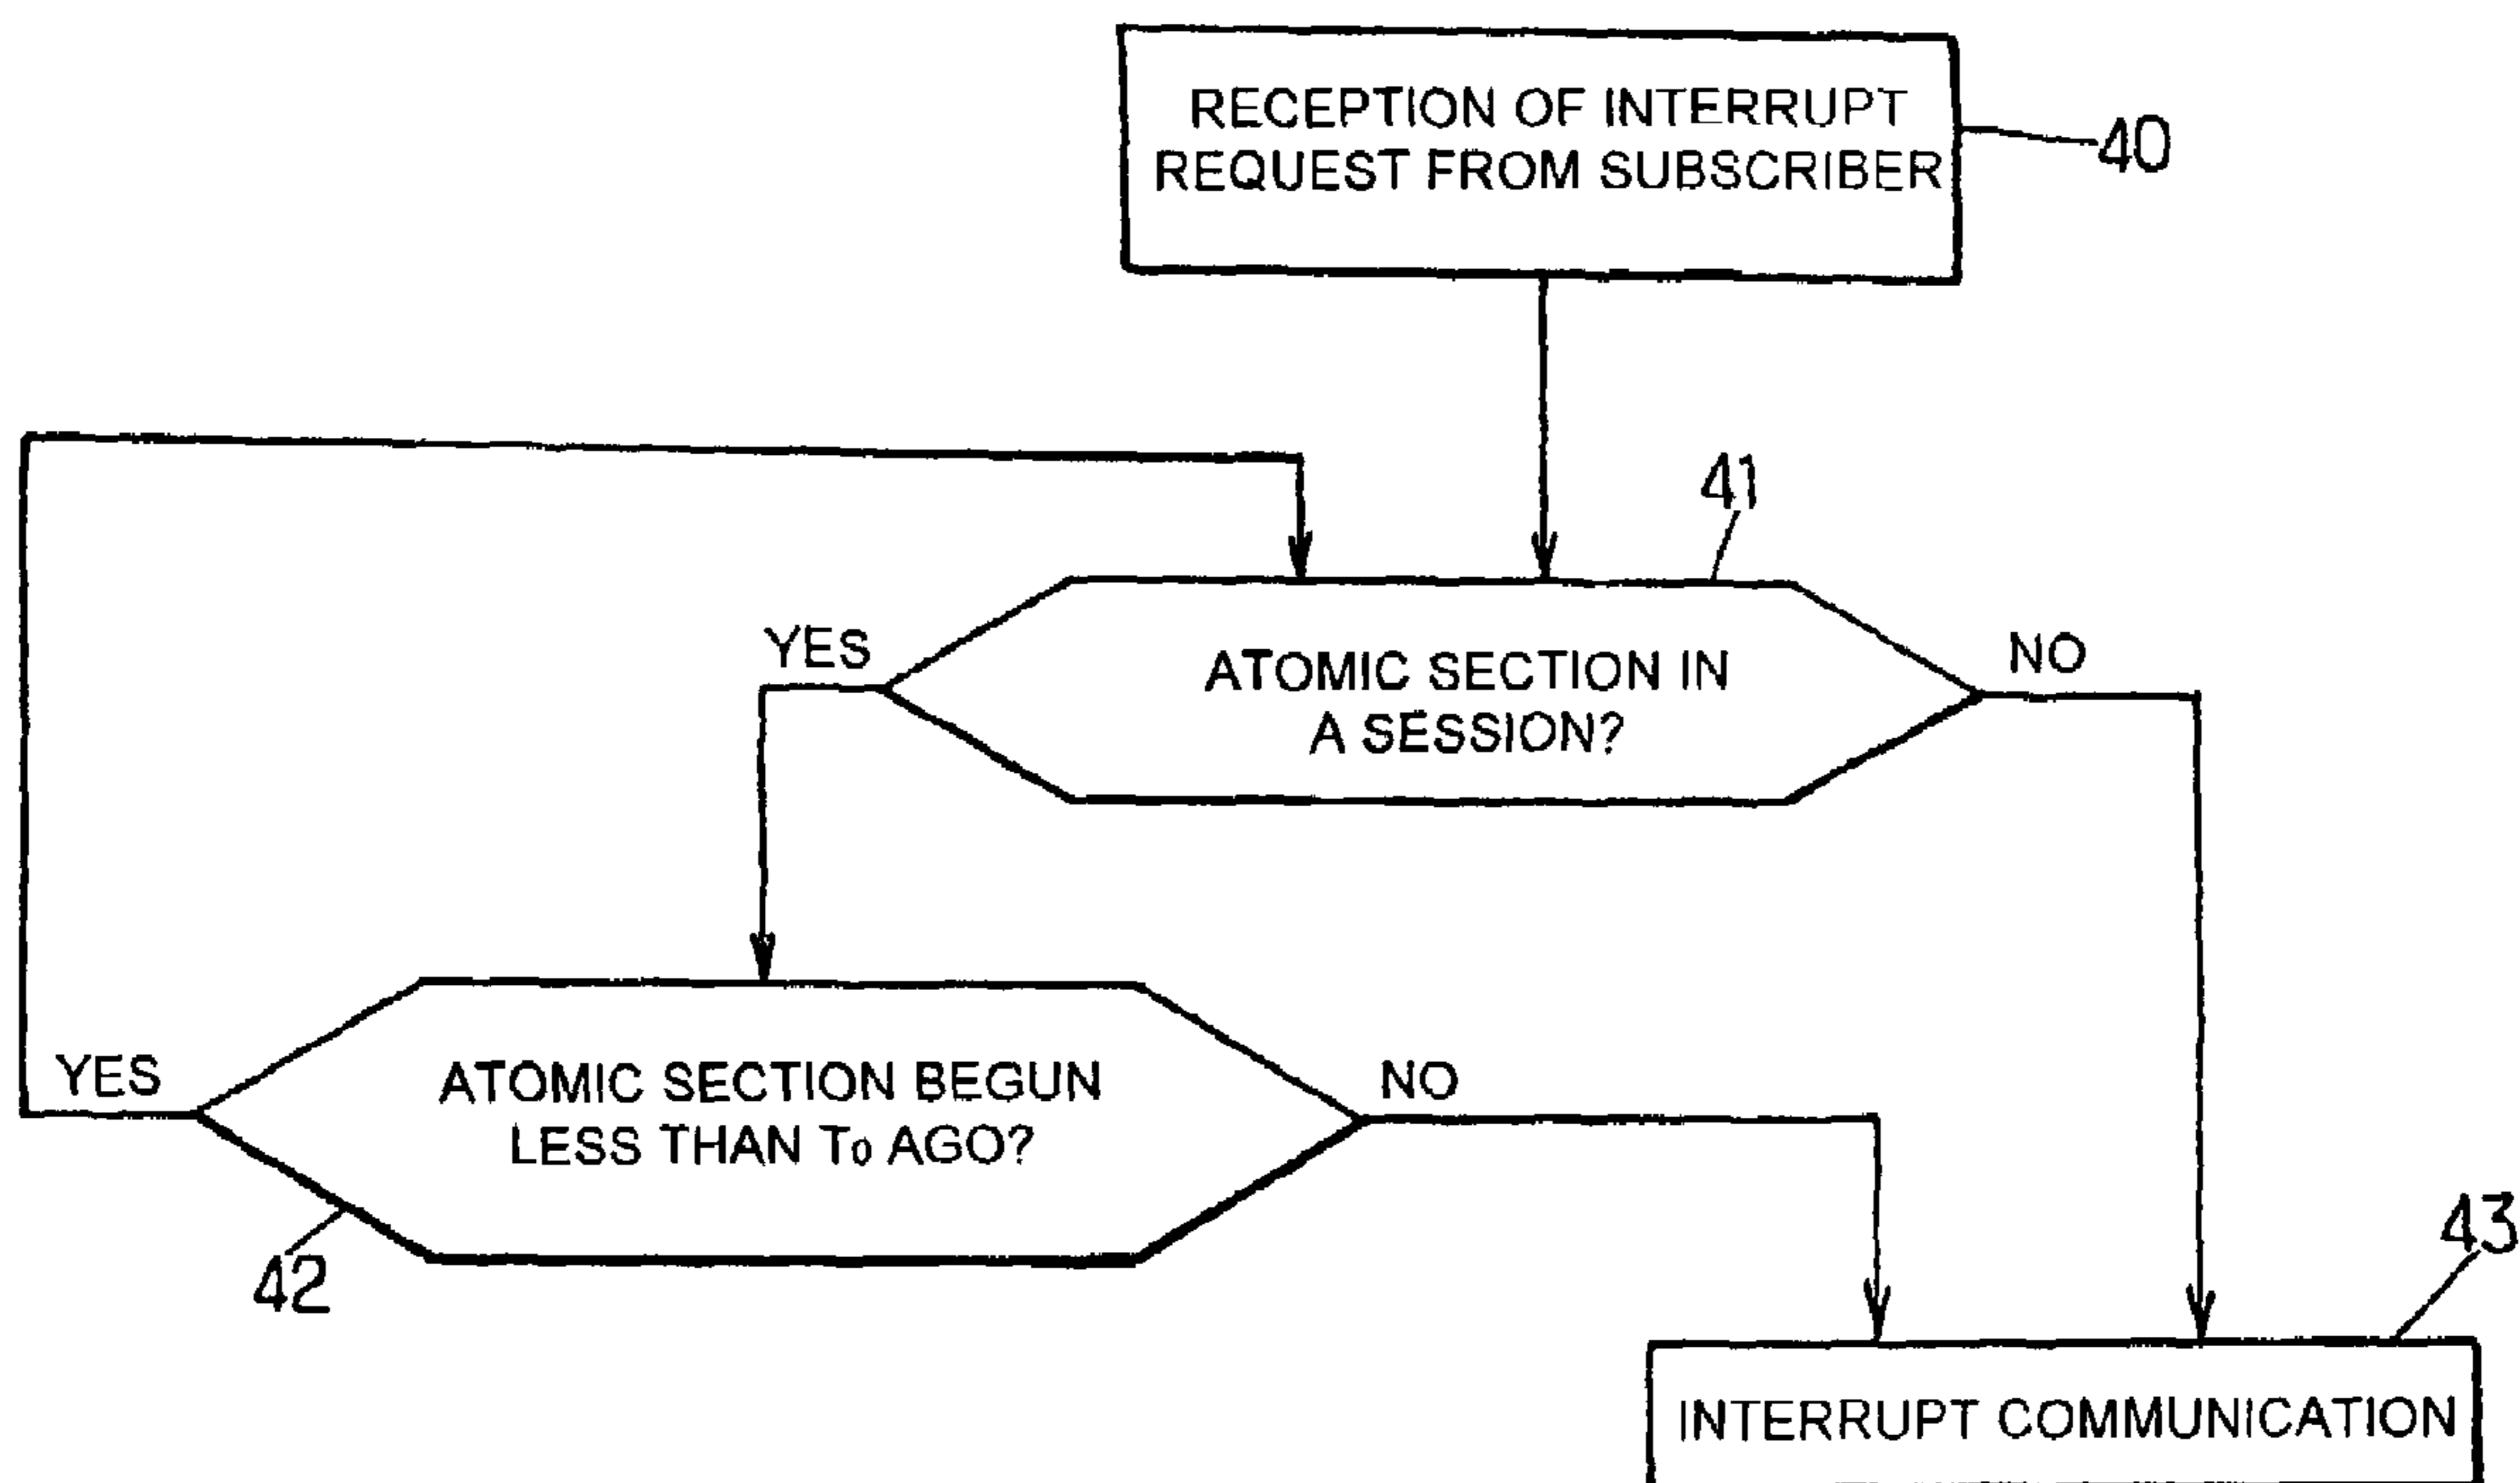 RECEPTION OF INTERRUPT
REQUEST FROM SUBSCRIBER
40
41
YES
ATOMIC SECTION IN
A SESSION?
NO
YES
ATOMIC SECTION BEGUN
LESS THAN T0 AGO?
NO
42
43
INTERRUPT COMMUNICATION